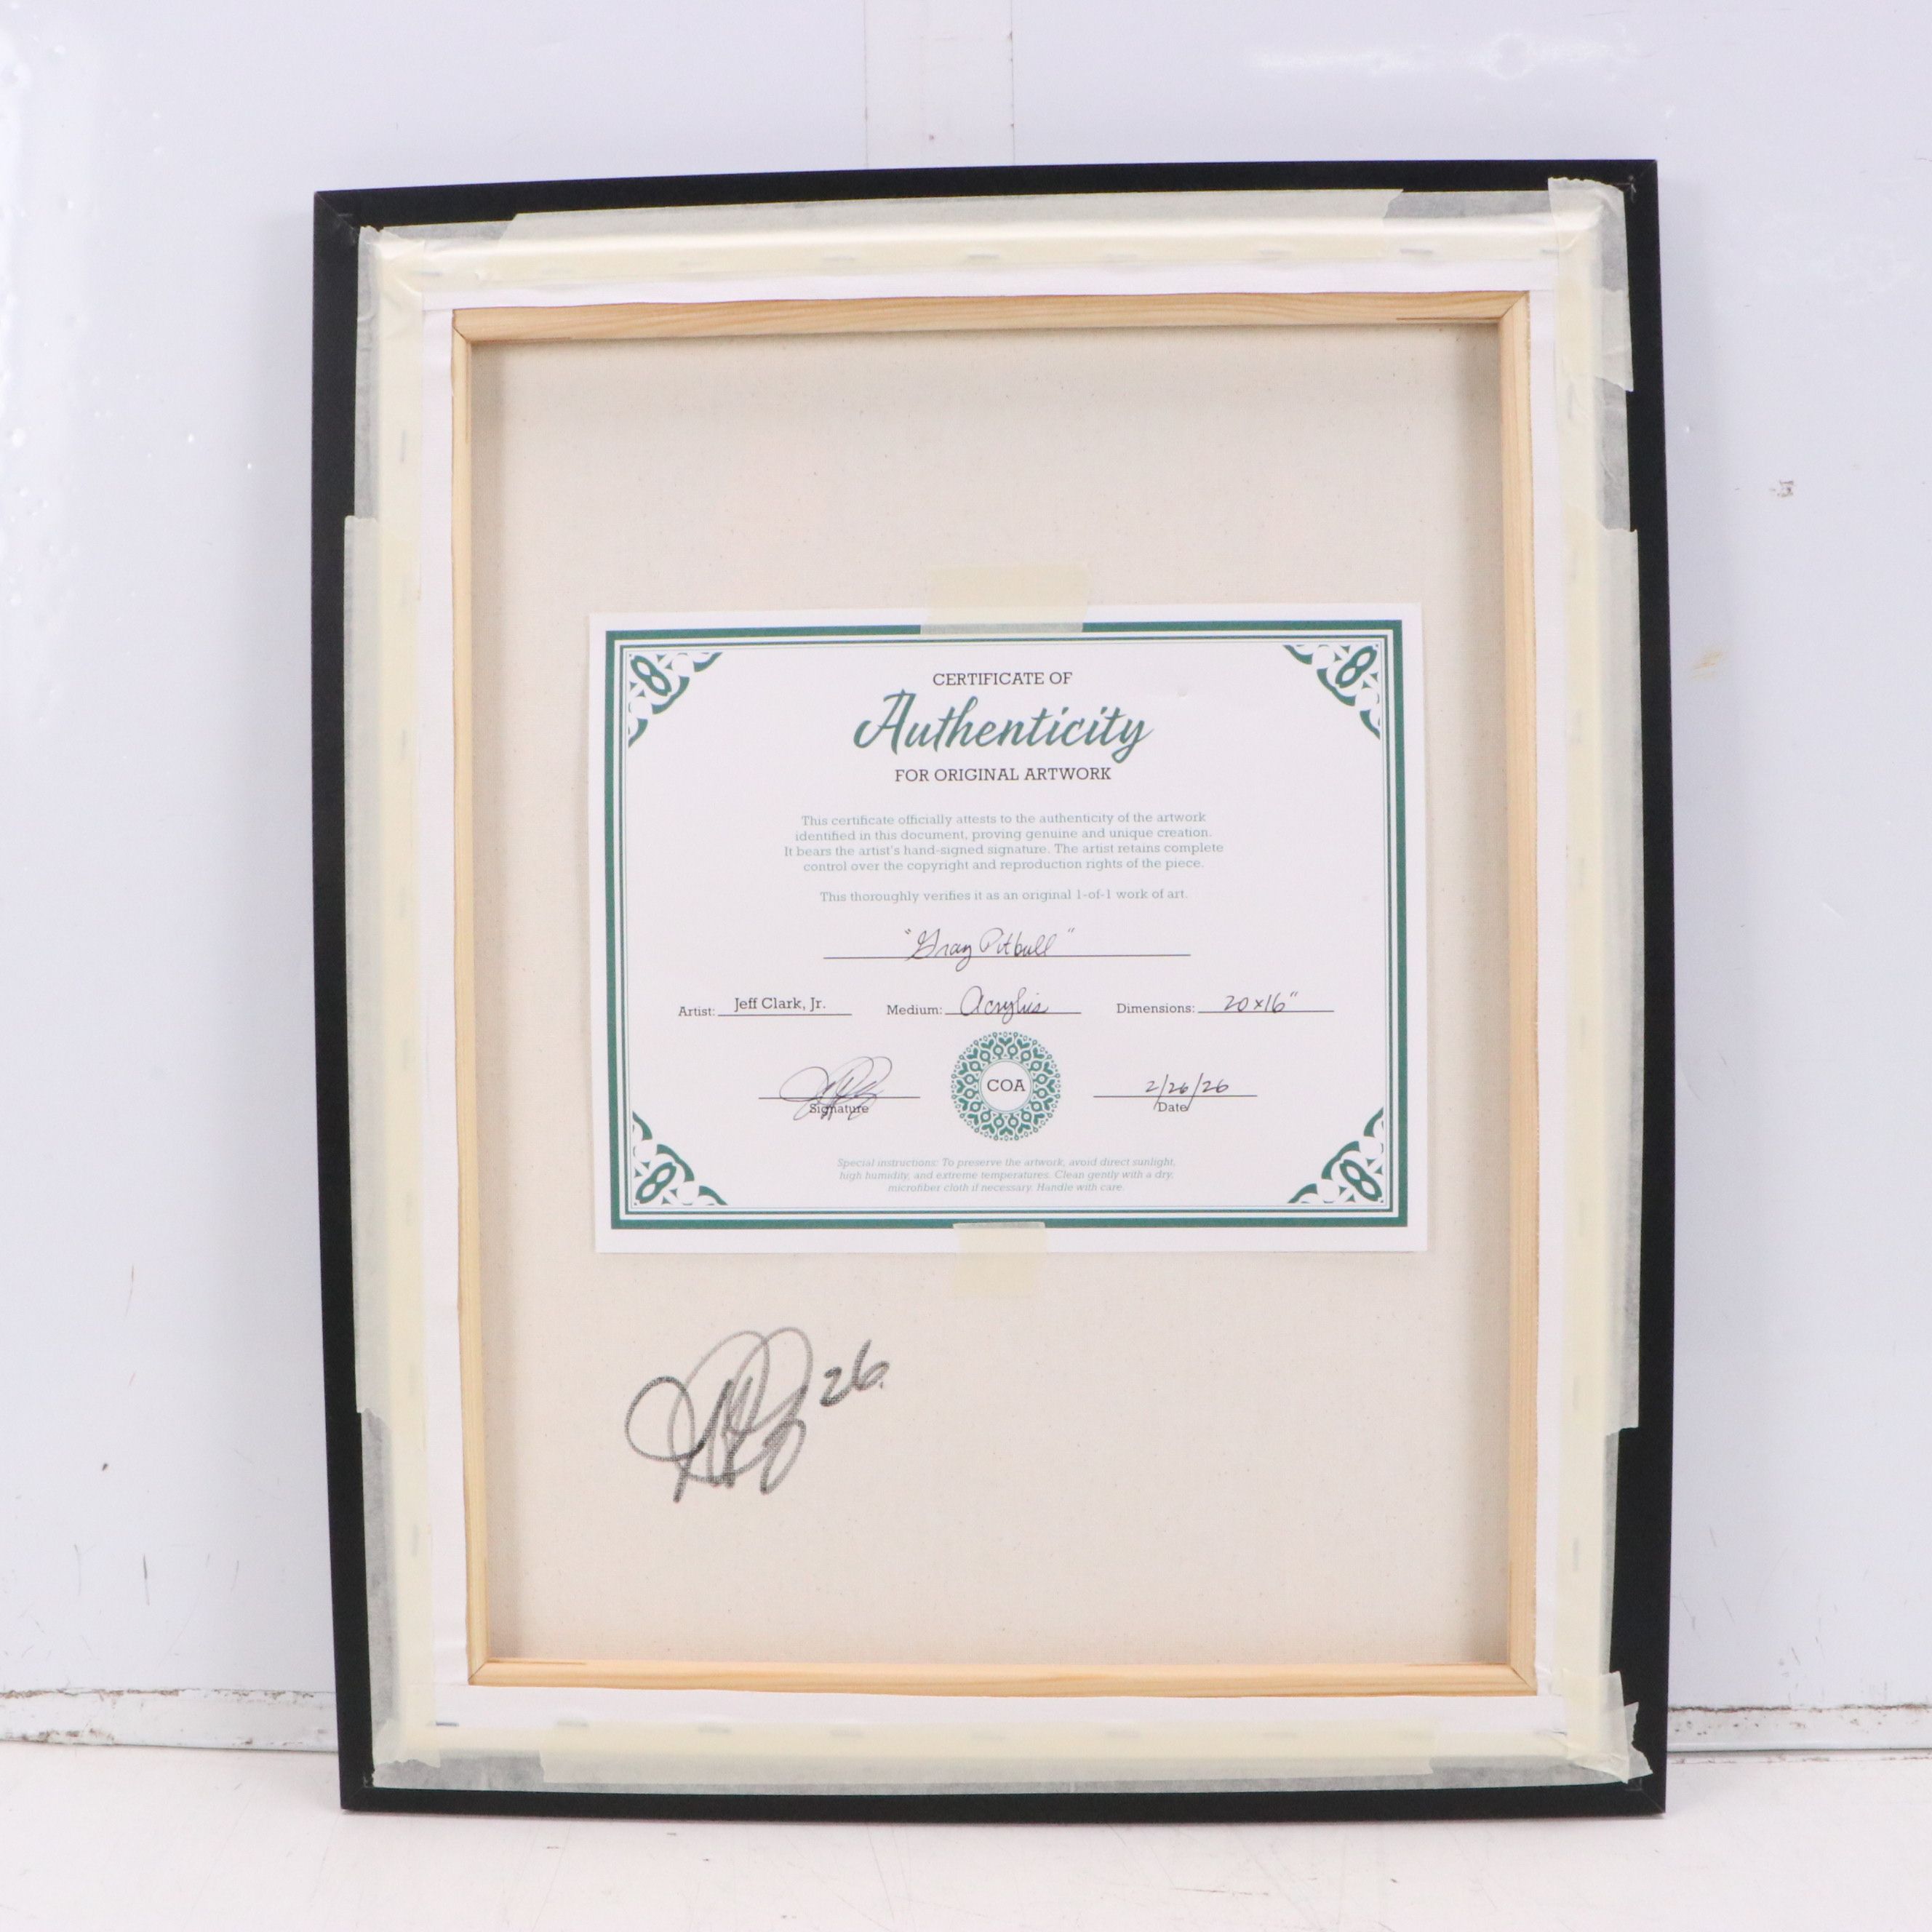 CERTIFICATE OF
Authenticity
FOR ORIGINAL ARTWORK
This certificate officially attests to the authenticity of the artwork
identified in this document, proving genuine and unique creation.
It bears the artist's hand-signed signature. The artist retains complete
control over the copyright and reproduction rights of the piece.
This thoroughly verifies it as an original 1-of-1 work of art.
"Gray Pitbull"
Artist: Jeff Clark, Jr. Medium: Acrylic Dimensions: 20x16"
COA
2/26/26
Signature Date
Special instructions: To preserve the artwork, avoid direct sunlight,
high humidity, and extreme temperatures. Clean gently with a dry,
microfiber cloth if necessary. Handle with care.
26.